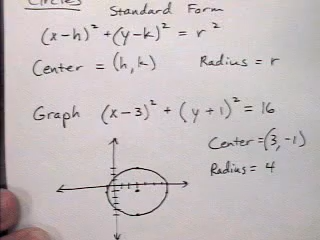 Circles
Standard Form
(x-h)² + (y-k)² = r²
Center = (h, k) Radius = r
Graph (x-3)² + (y+1)² = 16
Center = (3, -1)
Radius = 4